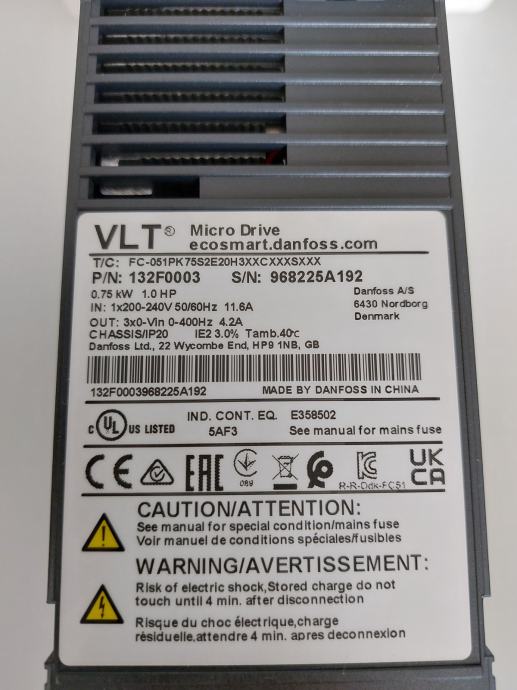 VLT® Micro Drive
ecosmart.danfoss.com
T/C: FC-051PK75S2E20H3XXCXXXSXXX
P/N: 132F0003 S/N: 968225A192
0.75 kW 1.0 HP
IN: 1x200-240V 50/60Hz 11.6A
OUT: 3x0-Vin 0-400Hz 4.2A
CHASSIS/IP20 IE2 3.0% Tamb.40℃
Danfoss Ltd., 22 Wycombe End, HP9 1NB, GB
Danfoss A/S
6430 Nordborg
Denmark
132F0003968225A192 MADE BY DANFOSS IN CHINA
c UL US LISTED
IND. CONT. EQ. E358502
5AF3 See manual for mains fuse
CE EAC 089 UK CA
R-R-Ddk-FC51
CAUTION/ATTENTION:
See manual for special condition/mains fuse
Voir manuel de conditions spéciales/fusibles
WARNING/AVERTISSEMENT:
Risk of electric shock,Stored charge do not
touch until 4 min. after disconnection
Risque du choc électrique,charge
résiduelle,attendre 4 min. apres deconnexion